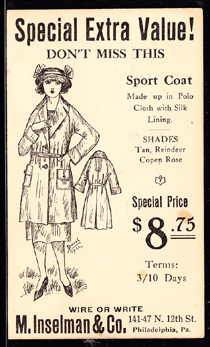 Special Extra Value!
DON'T MISS THIS
Sport Coat
Made up in Polo
Cloth with Silk
Lining.
SHADES
Tan, Reindeer
Copen Rose
Special Price
$8.75
Terms:
3/10 Days
WIRE OR WRITE
M. Inselman & Co. 141-47 N. 12th St.
Philadelphia, Pa.